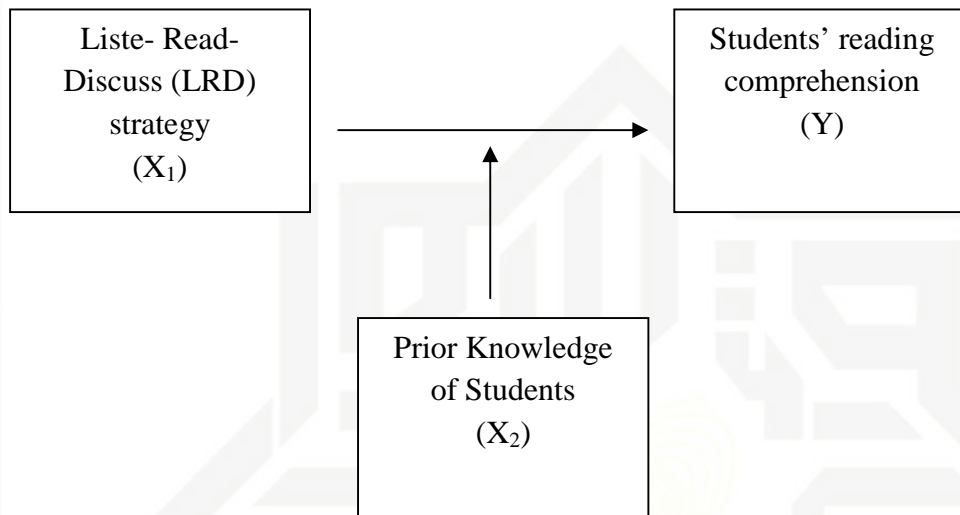 Liste- Read-
Discuss (LRD)
strategy
(X₁)
Students’ reading
comprehension
(Y)
Prior Knowledge
of Students
(X₂)